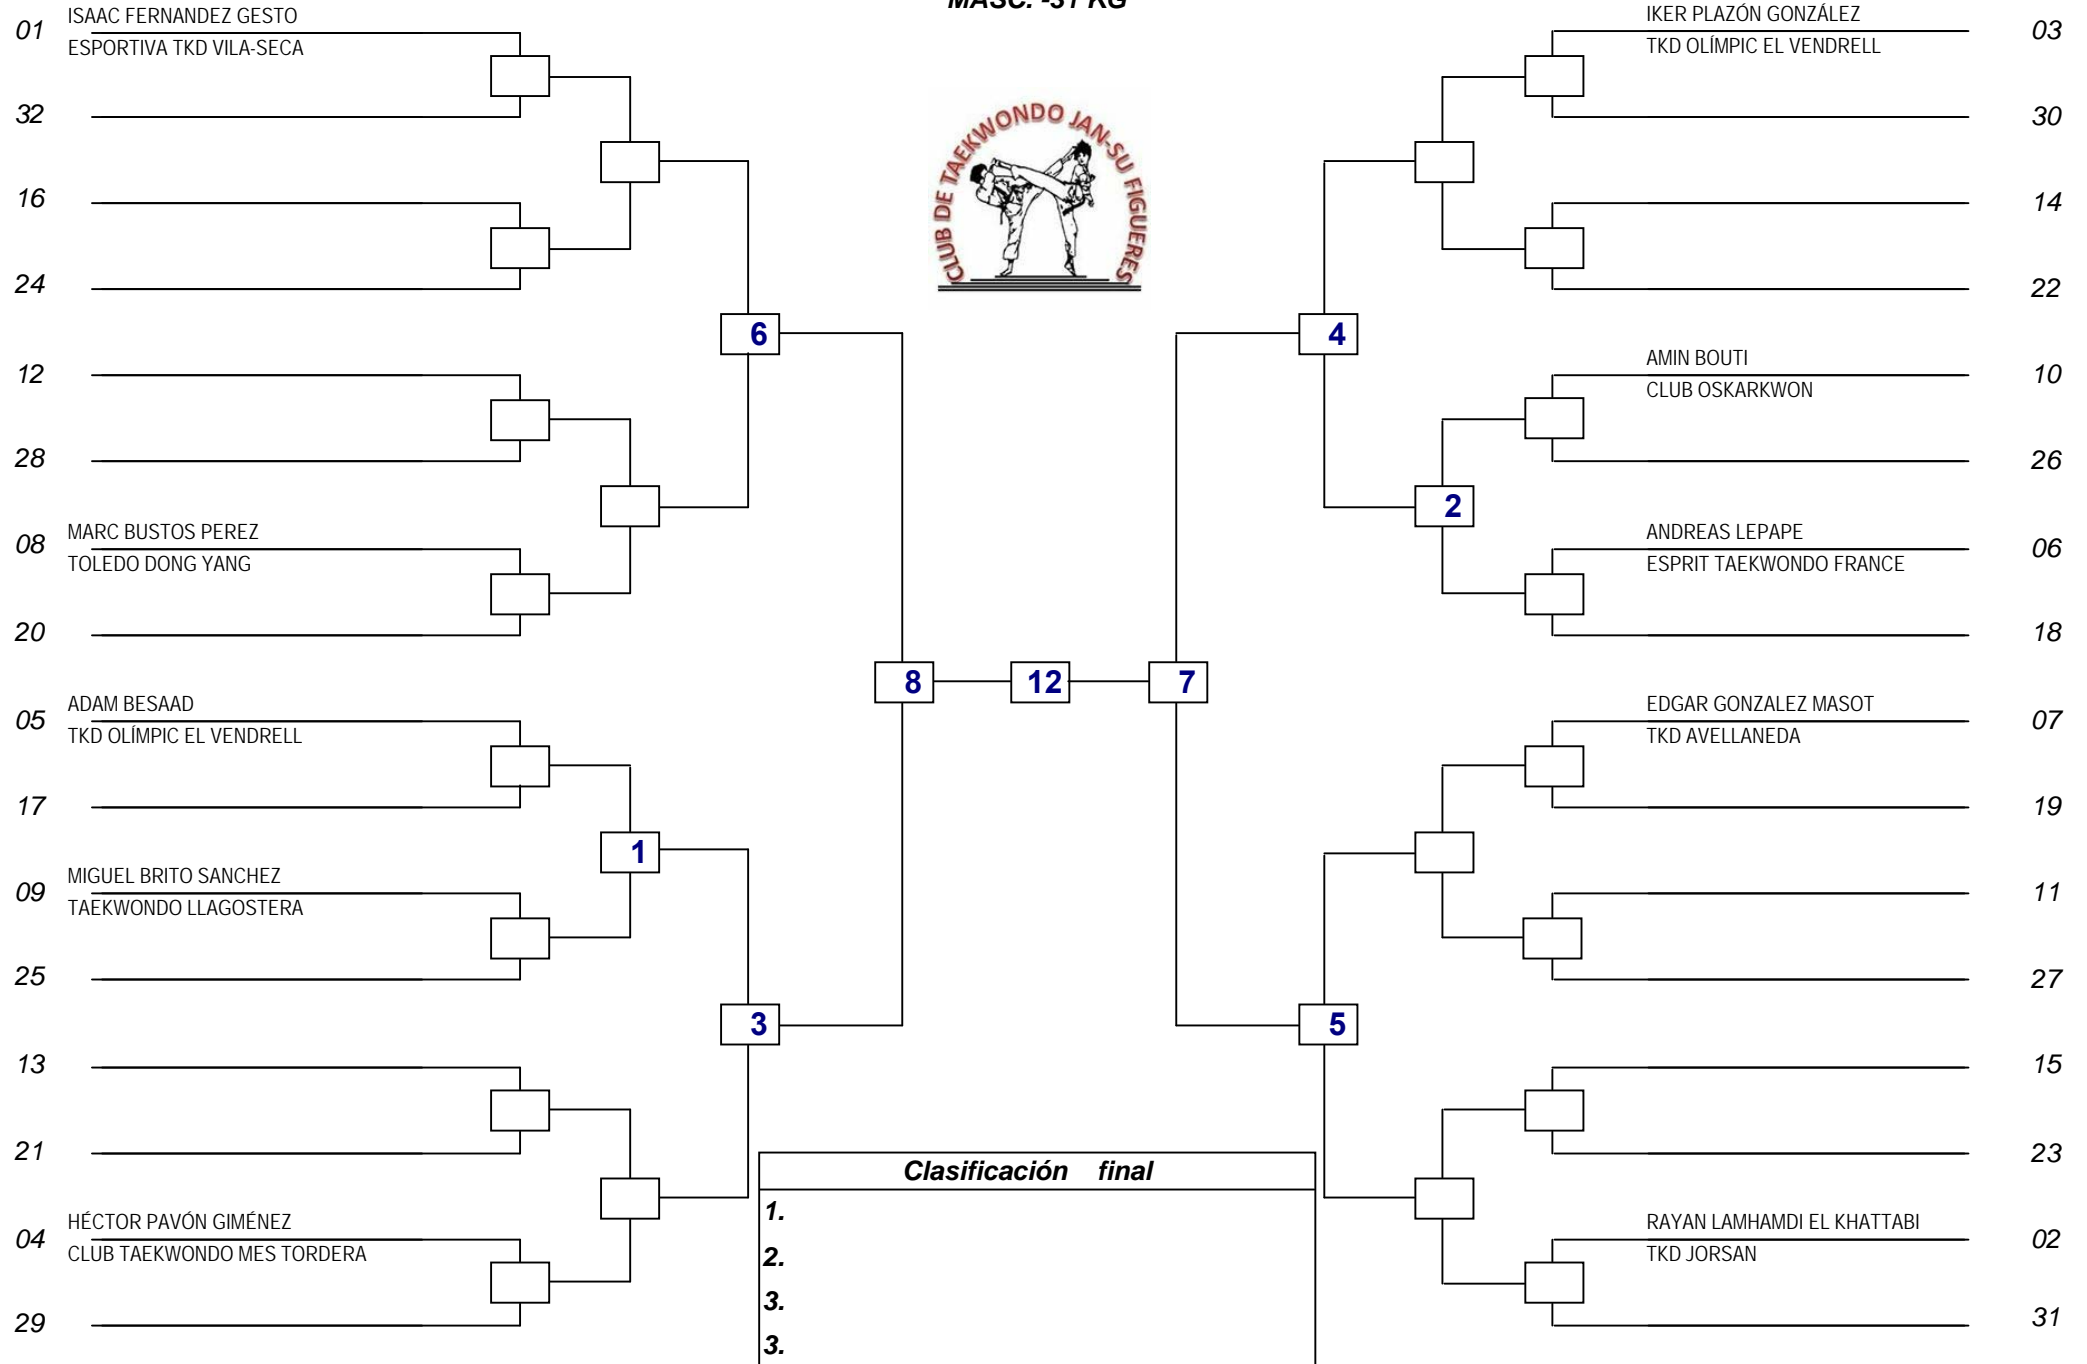 MASC. -31 KG
01 ISAAC FERNANDEZ GESTO
ESPORTIVA TKD VILA-SECA
32
16
24
12
28
08 MARC BUSTOS PEREZ
TOLEDO DONG YANG
20
05 ADAM BESAAD
TKD OLÍMPIC EL VENDRELL
17
09 MIGUEL BRITO SANCHEZ
TAEKWONDO LLAGOSTERA
25
13
21
04 HÉCTOR PAVÓN GIMÉNEZ
CLUB TAEKWONDO MES TORDERA
29
1
6
3
8
12
7
4
5
2
CLUB DE TAEKWONDO JAN-SU FIGUERES
IKER PLAZÓN GONZÁLEZ 03
TKD OLÍMPIC EL VENDRELL
30
14
22
AMIN BOUTI 10
CLUB OSKARKWON
26
ANDREAS LEPAPE 06
ESPRIT TAEKWONDO FRANCE
18
EDGAR GONZALEZ MASOT 07
TKD AVELLANEDA
19
11
27
15
23
RAYAN LAMHAMDI EL KHATTABI 02
TKD JORSAN
31
Clasificación final
1.
2.
3.
3.